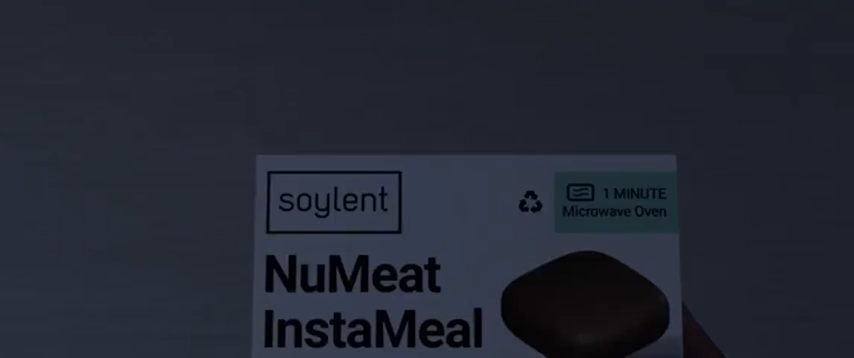 soylent
1 MINUTE
Microwave Oven
NuMeat
InstaMeal